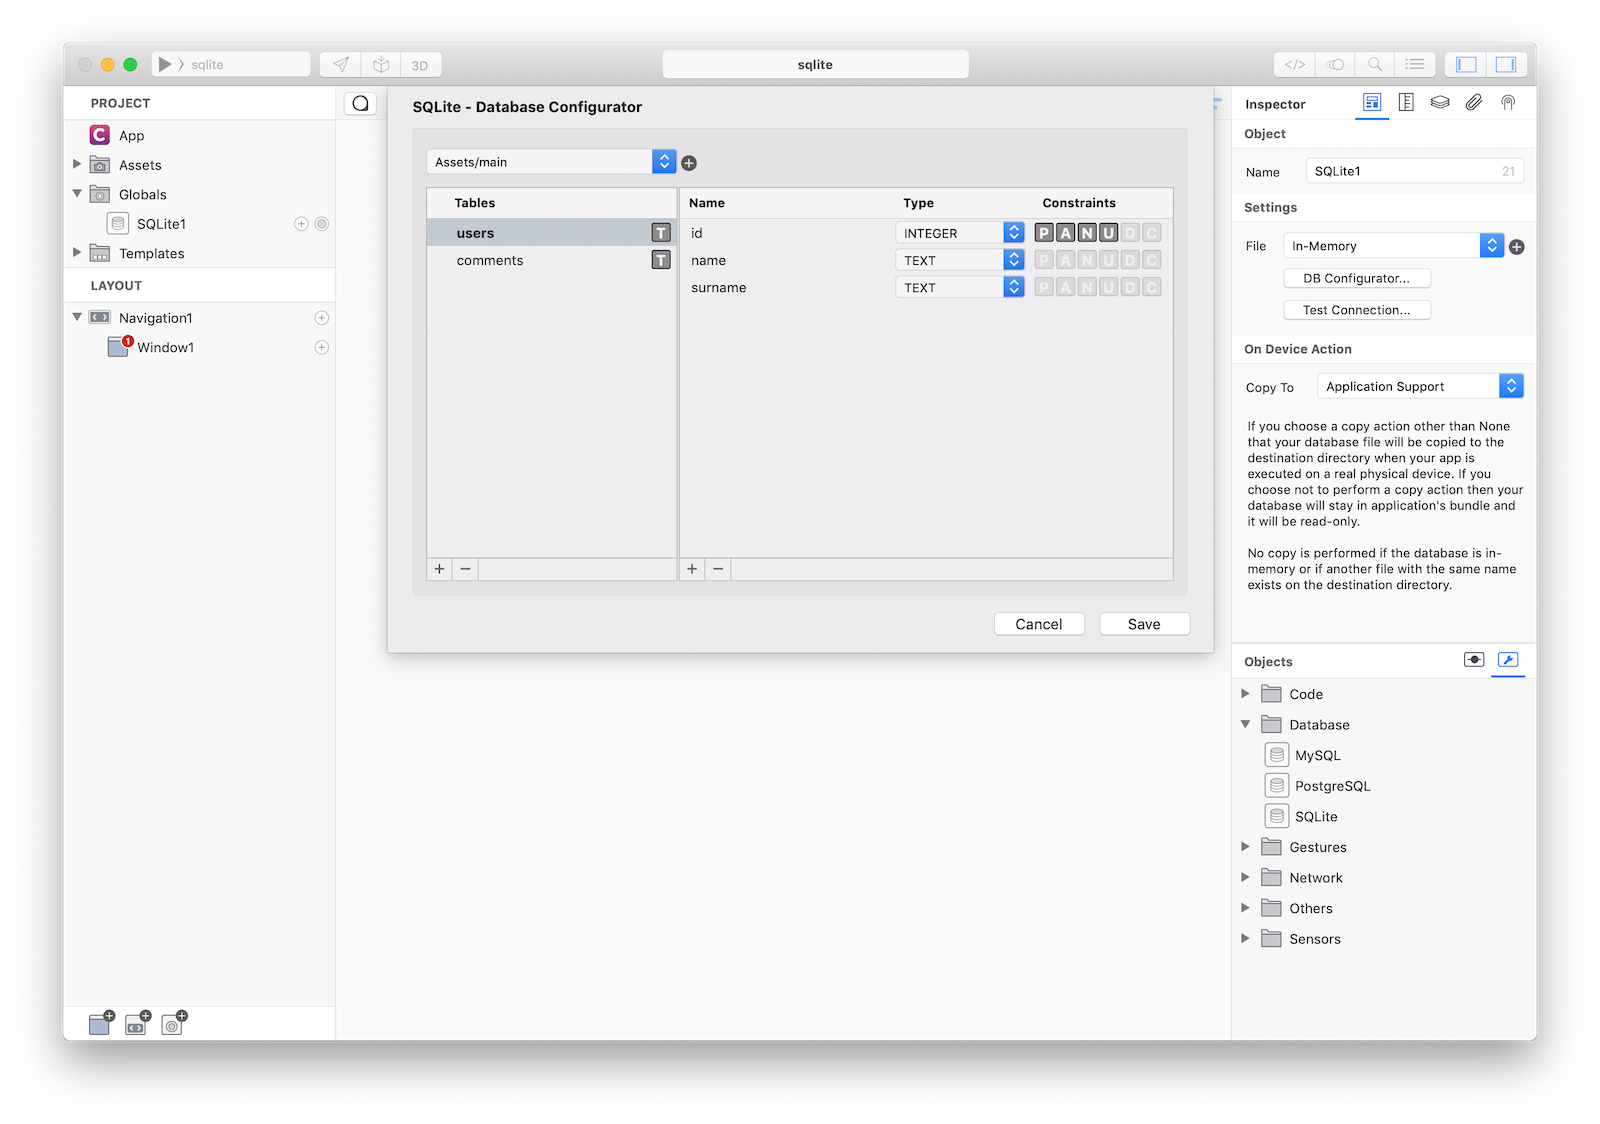 sqlite
3D
sqlite
</>
PROJECT
App
Assets
Globals
SQLite1
Templates
LAYOUT
Navigation1
1
Window1
SQLite - Database Configurator
Assets/main
Tables
Name
Type
Constraints
users
T
id
INTEGER
P A N U D C
comments
T
name
TEXT
P A N U D C
surname
TEXT
P A N U D C
Cancel
Save
Inspector
Object
Name
SQLite1
21
Settings
File
In-Memory
DB Configurator...
Test Connection...
On Device Action
Copy To
Application Support
If you choose a copy action other than None
that your database file will be copied to the
destination directory when your app is
executed on a real physical device. If you
choose not to perform a copy action then your
database will stay in application's bundle and
it will be read-only.
No copy is performed if the database is in-
memory or if another file with the same name
exists on the destination directory.
Objects
Code
Database
MySQL
PostgreSQL
SQLite
Gestures
Network
Others
Sensors